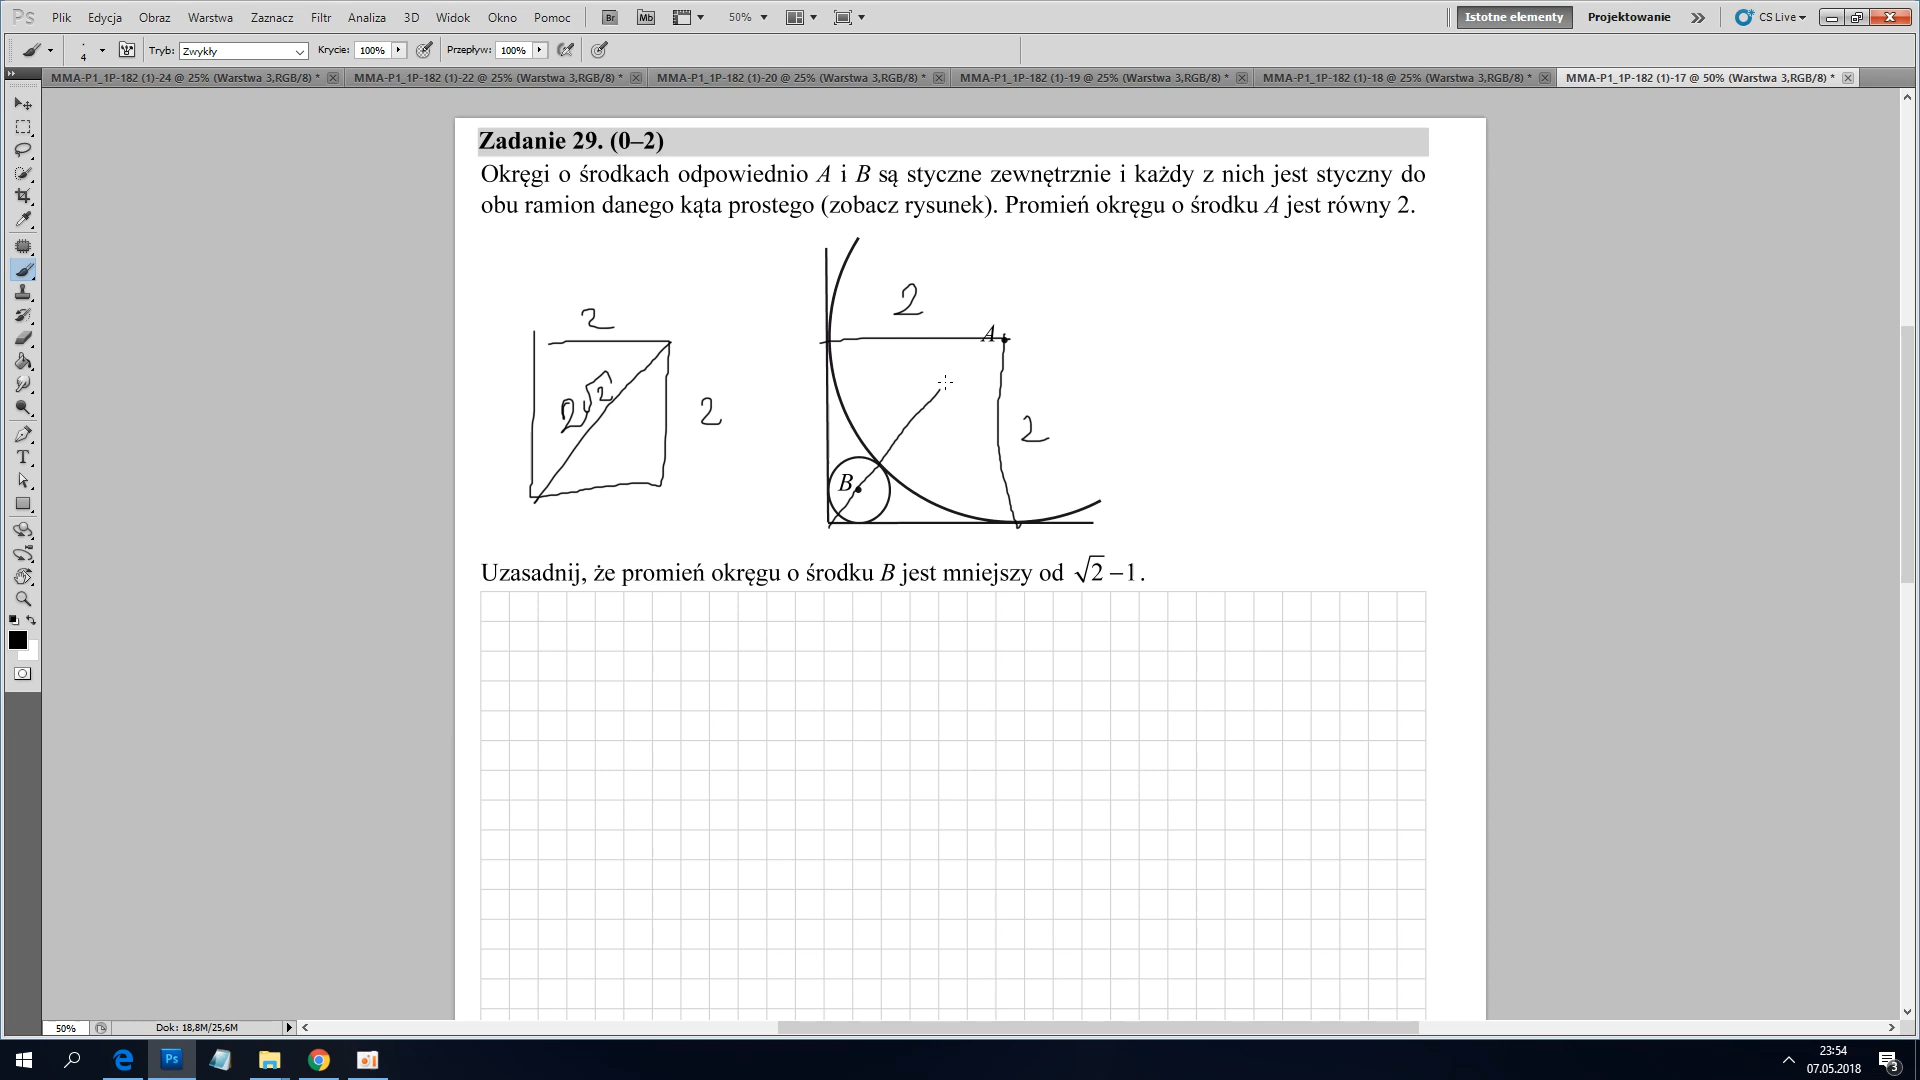 Ps Plik Edycja Obraz Warstwa Zaznacz Filtr Analiza 3D Widok Okno Pomoc Br Mb 50% Istotne elementy Projektowanie CS Live
4 Tryb: Zwykły Krycie: 100% Przepływ: 100%
MMA-P1_1P-182 (1)-24 @ 25% (Warstwa 3,RGB/8) * MMA-P1_1P-182 (1)-22 @ 25% (Warstwa 3,RGB/8) * MMA-P1_1P-182 (1)-20 @ 25% (Warstwa 3,RGB/8) * MMA-P1_1P-182 (1)-19 @ 25% (Warstwa 3,RGB/8) * MMA-P1_1P-182 (1)-18 @ 25% (Warstwa 3,RGB/8) * MMA-P1_1P-182 (1)-17 @ 50% (Warstwa 3,RGB/8) *
Zadanie 29. (0–2)
Okręgi o środkach odpowiednio A i B są styczne zewnętrznie i każdy z nich jest styczny do
obu ramion danego kąta prostego (zobacz rysunek). Promień okręgu o środku A jest równy 2.
2
2
A
2√2
2
2
B
Uzasadnij, że promień okręgu o środku B jest mniejszy od √2 −1.
50% Dok: 18,8M/25,6M
Ps
23:54
07.05.2018
3